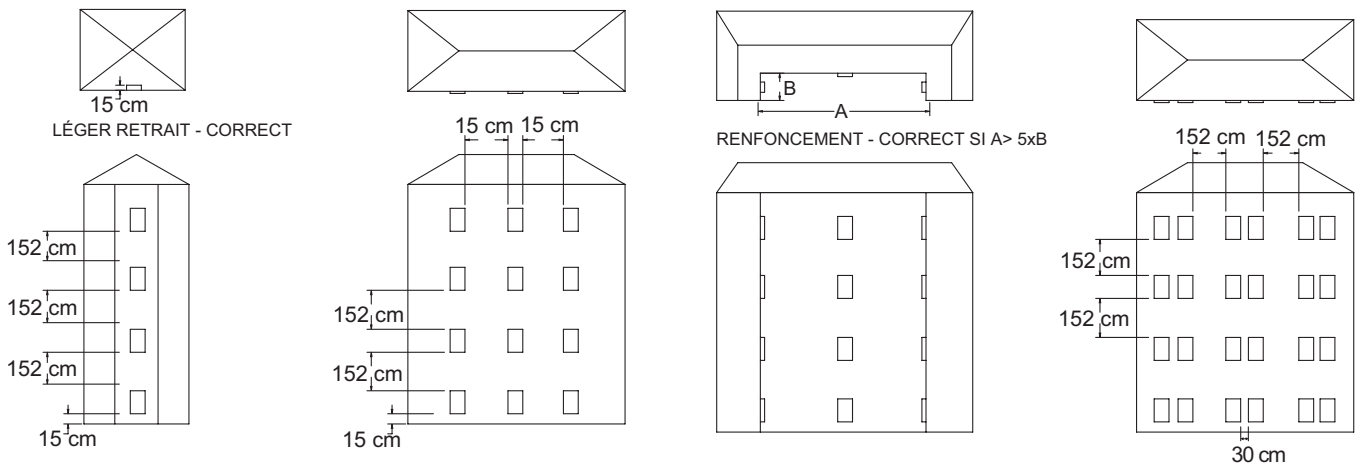 15 cm
LÉGER RETRAIT - CORRECT
152 cm
152 cm
152 cm
15 cm
15 cm 15 cm
152 cm
152 cm
15 cm
B
A
RENFONCEMENT - CORRECT SI A> 5xB
152 cm 152 cm
152 cm
152 cm
30 cm